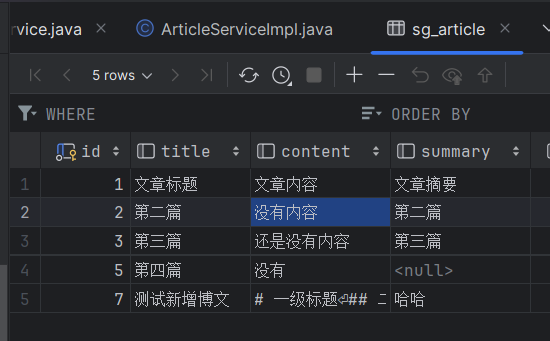 rvice.java ArticleServiceImpl.java sg_article
5 rows
WHERE ORDER BY
id title content summary
1 1 文章标题 文章内容 文章摘要
2 2 第二篇 没有内容 第二篇
3 3 第三篇 还是没有内容 第三篇
4 5 第四篇 没有 <null>
5 7 测试新增博文 # 一级标题⏎## 二 哈哈